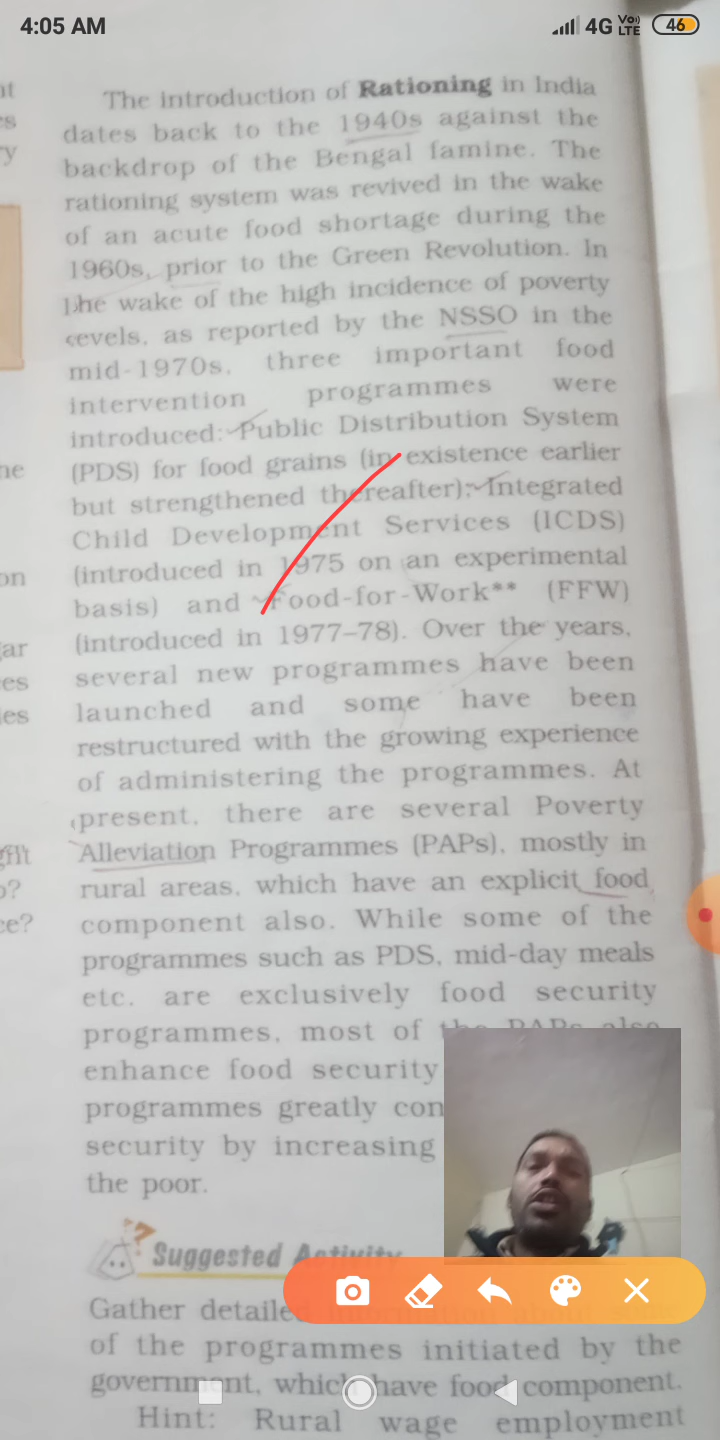 4:05 AM
4G Vo) LTE 46
The introduction of Rationing in India
dates back to the 1940s against the
backdrop of the Bengal famine. The
rationing system was revived in the wake
of an acute food shortage during the
1960s, prior to the Green Revolution. In
the wake of the high incidence of poverty
levels, as reported by the NSSO in the
mid-1970s, three important food
intervention programmes were
introduced: Public Distribution System
(PDS) for food grains (in existence earlier
but strengthened thereafter); Integrated
Child Development Services (ICDS)
(introduced in 1975 on an experimental
basis) and Food-for-Work** (FFW)
(introduced in 1977–78). Over the years,
several new programmes have been
launched and some have been
restructured with the growing experience
of administering the programmes. At
present, there are several Poverty
Alleviation Programmes (PAPs), mostly in
rural areas, which have an explicit food
component also. While some of the
programmes such as PDS, mid-day meals
etc. are exclusively food security
programmes, most of the PAPs also
enhance food security
programmes greatly con
security by increasing
the poor.
Suggested Activity
Gather detailed information about some
of the programmes initiated by the
government, which have food component.
Hint: Rural wage employment